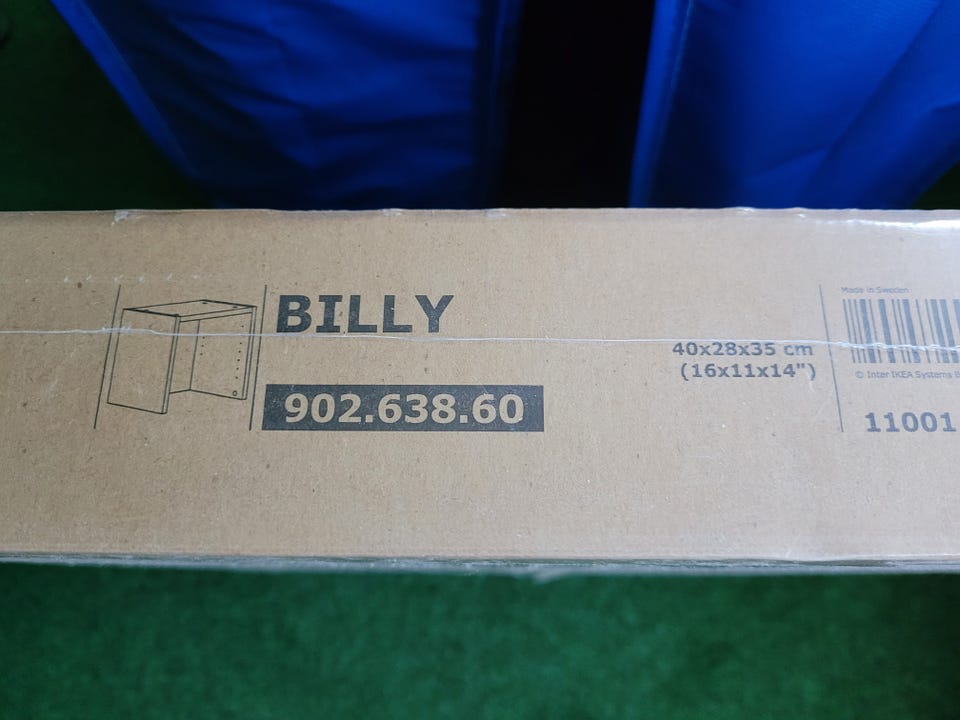 BILLY
902.638.60
40x28x35 cm
(16x11x14")
Made in Sweden
© Inter IKEA Systems B
11001